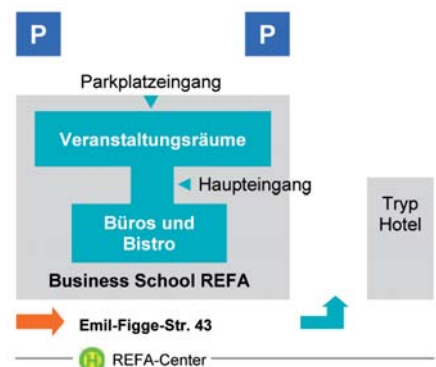 P P
Parkplatzeingang
Veranstaltungsräume
Haupteingang
Büros und
Bistro
Business School REFA
Tryp
Hotel
Emil-Figge-Str. 43
H REFA-Center